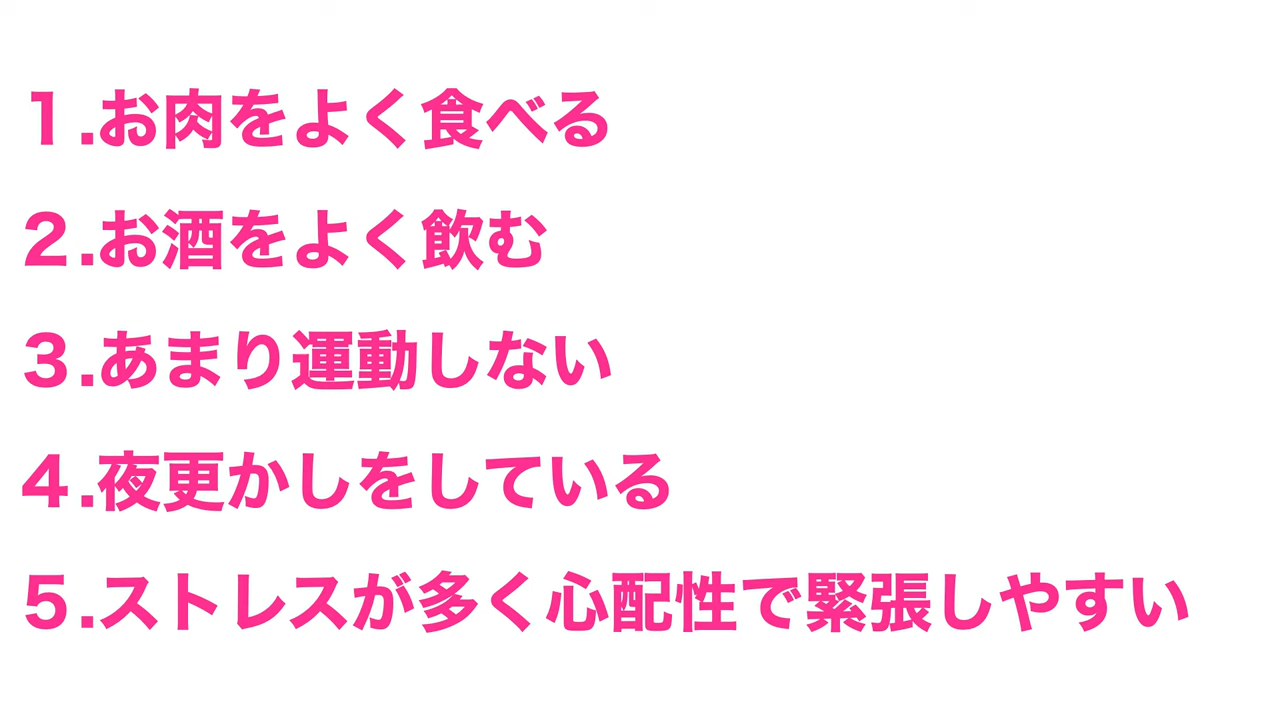 １.お肉をよく食べる
２.お酒をよく飲む
３.あまり運動しない
４.夜更かしをしている
５.ストレスが多く心配性で緊張しやすい